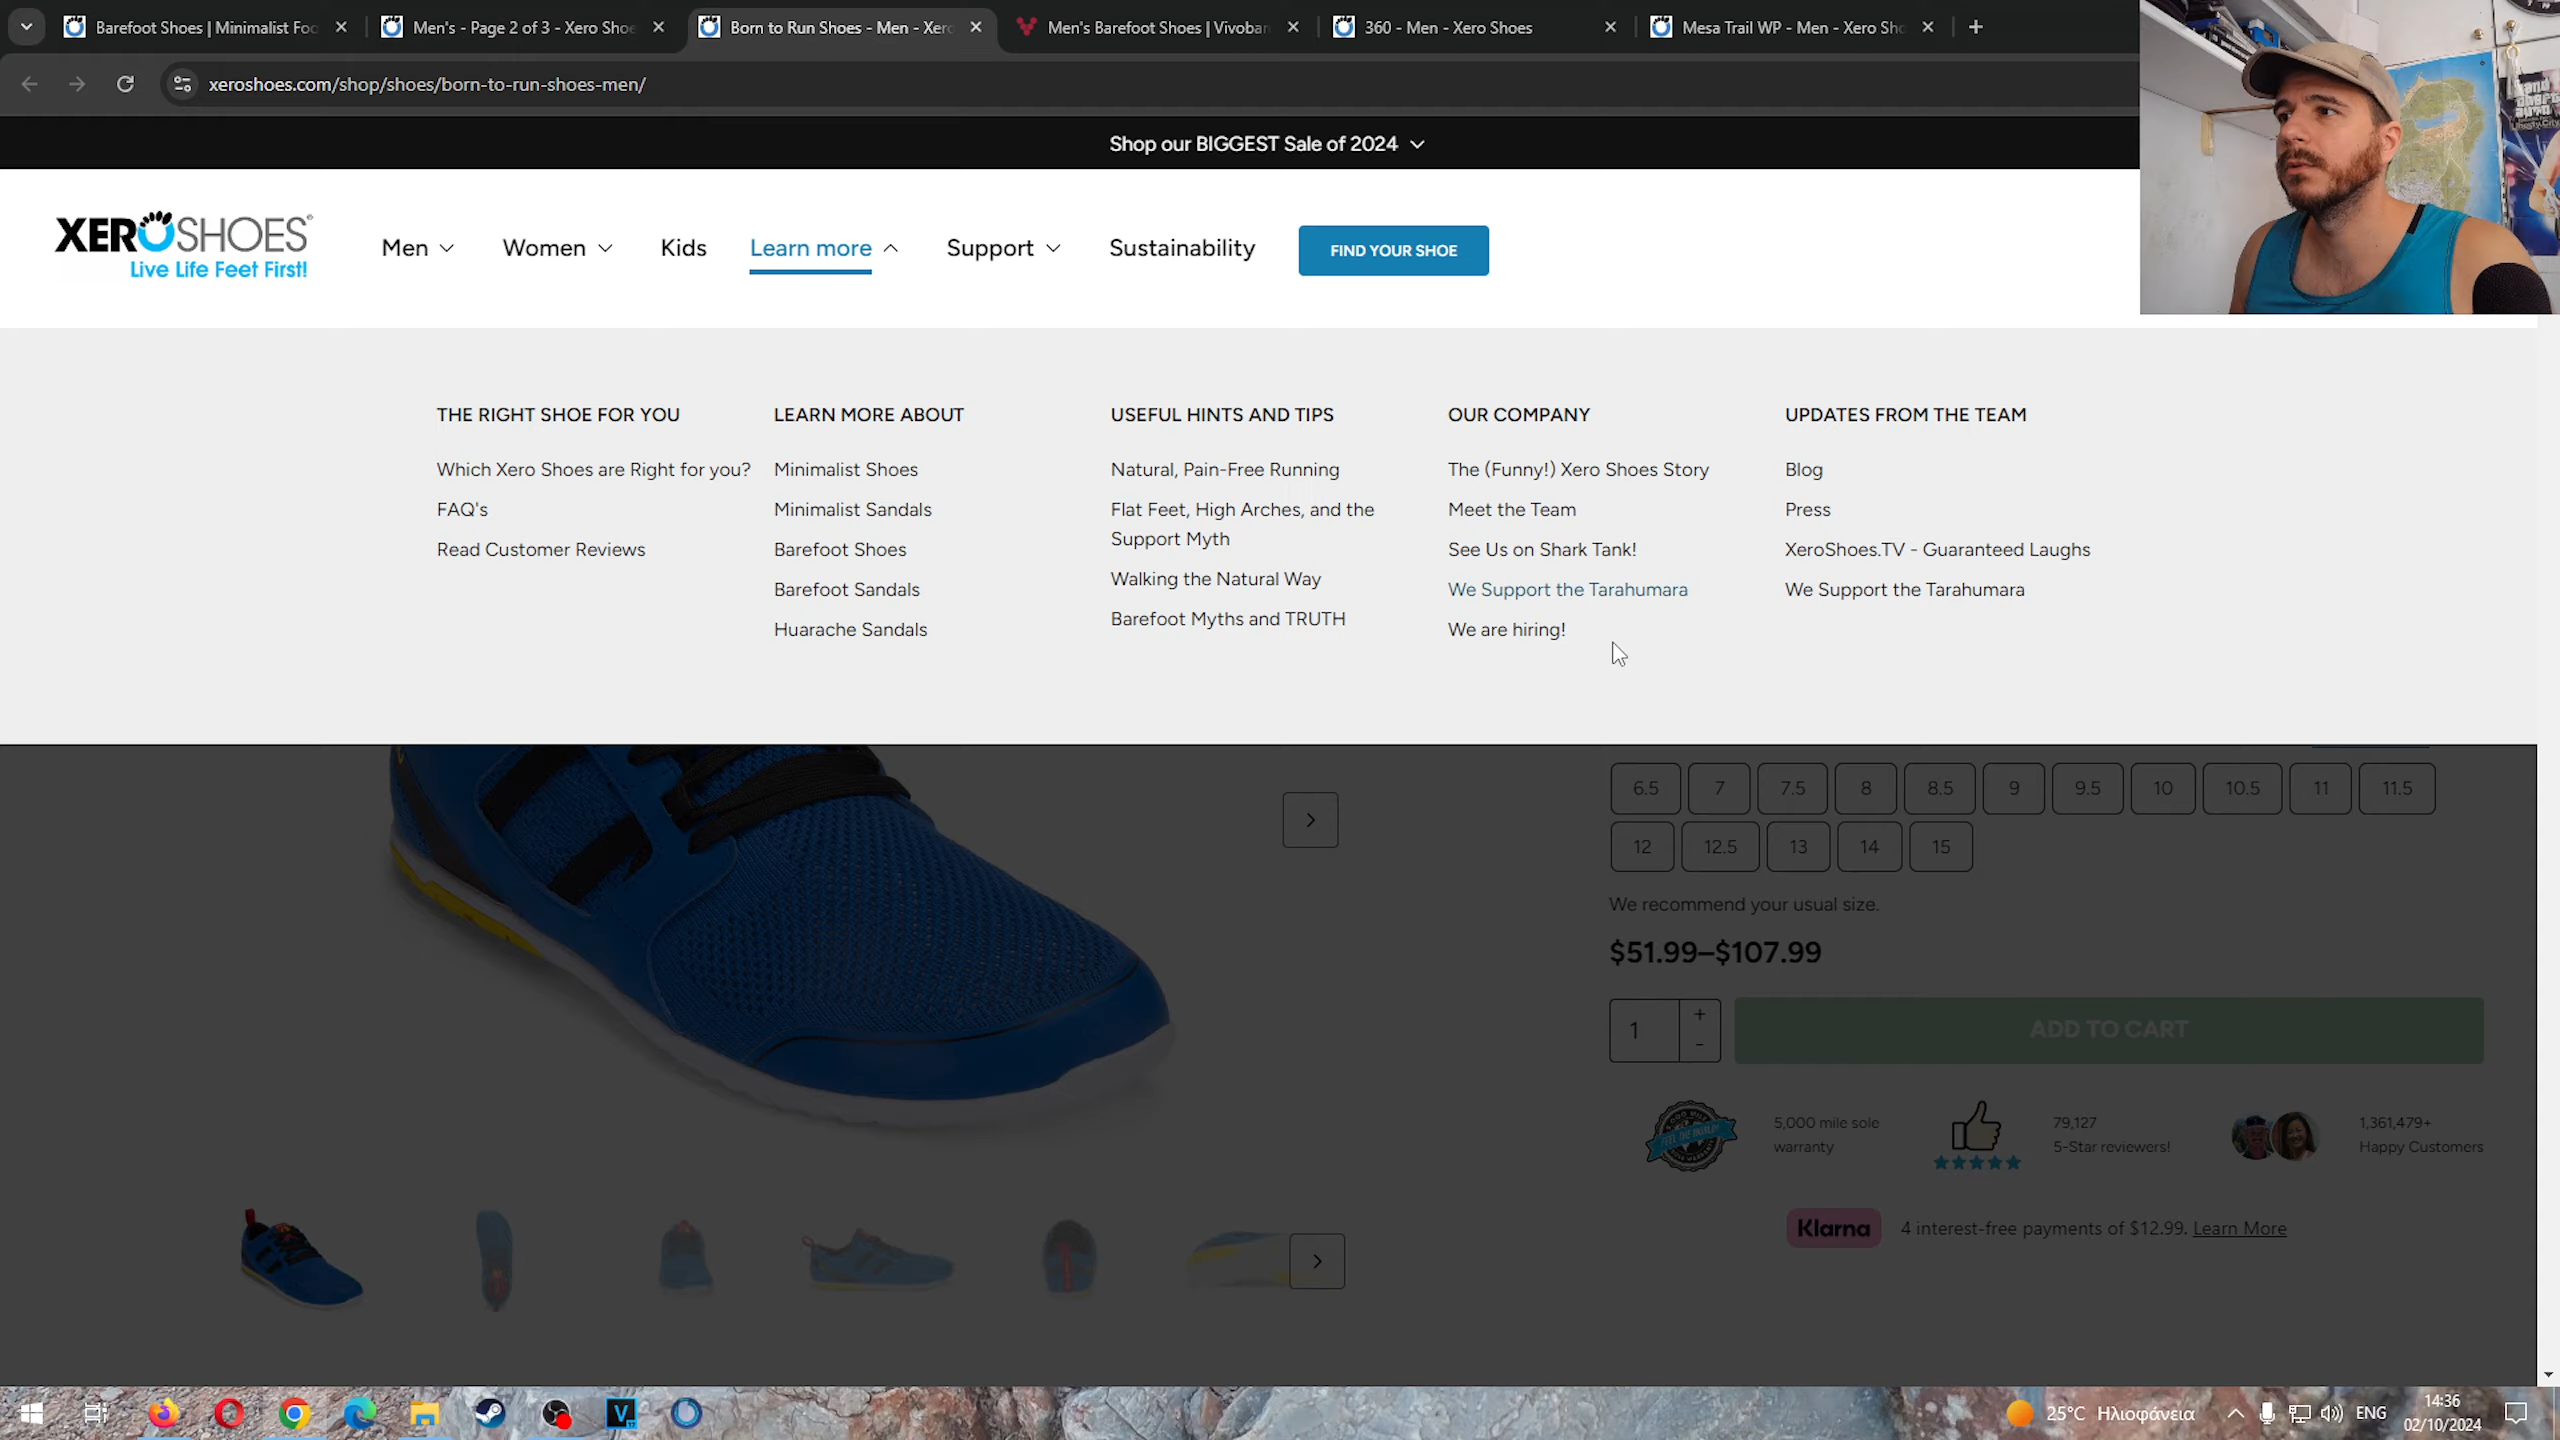 Barefoot Shoes | Minimalist Foo
Men's - Page 2 of 3 - Xero Shoe
Born to Run Shoes - Men - Xero
Men's Barefoot Shoes | Vivobar
360 - Men - Xero Shoes
Mesa Trail WP - Men - Xero Sho
xeroshoes.com/shop/shoes/born-to-run-shoes-men/
Shop our BIGGEST Sale of 2024
XEROSHOES
Live Life Feet First!
Men
Women
Kids
Learn more
Support
Sustainability
FIND YOUR SHOE
THE RIGHT SHOE FOR YOU
Which Xero Shoes are Right for you?
FAQ's
Read Customer Reviews
LEARN MORE ABOUT
Minimalist Shoes
Minimalist Sandals
Barefoot Shoes
Barefoot Sandals
Huarache Sandals
USEFUL HINTS AND TIPS
Natural, Pain-Free Running
Flat Feet, High Arches, and the
Support Myth
Walking the Natural Way
Barefoot Myths and TRUTH
OUR COMPANY
The (Funny!) Xero Shoes Story
Meet the Team
See Us on Shark Tank!
We Support the Tarahumara
We are hiring!
UPDATES FROM THE TEAM
Blog
Press
XeroShoes.TV - Guaranteed Laughs
We Support the Tarahumara
6.5 7 7.5 8 8.5 9 9.5 10 10.5 11 11.5
12 12.5 13 14 15
We recommend your usual size.
$51.99–$107.99
1 + -
ADD TO CART
5,000 mile sole
warranty
79,127
5-Star reviewers!
1,361,479+
Happy Customers
Klarna
4 interest-free payments of $12.99. Learn More
25°C Ηλιοφάνεια
ENG
14:36
02/10/2024